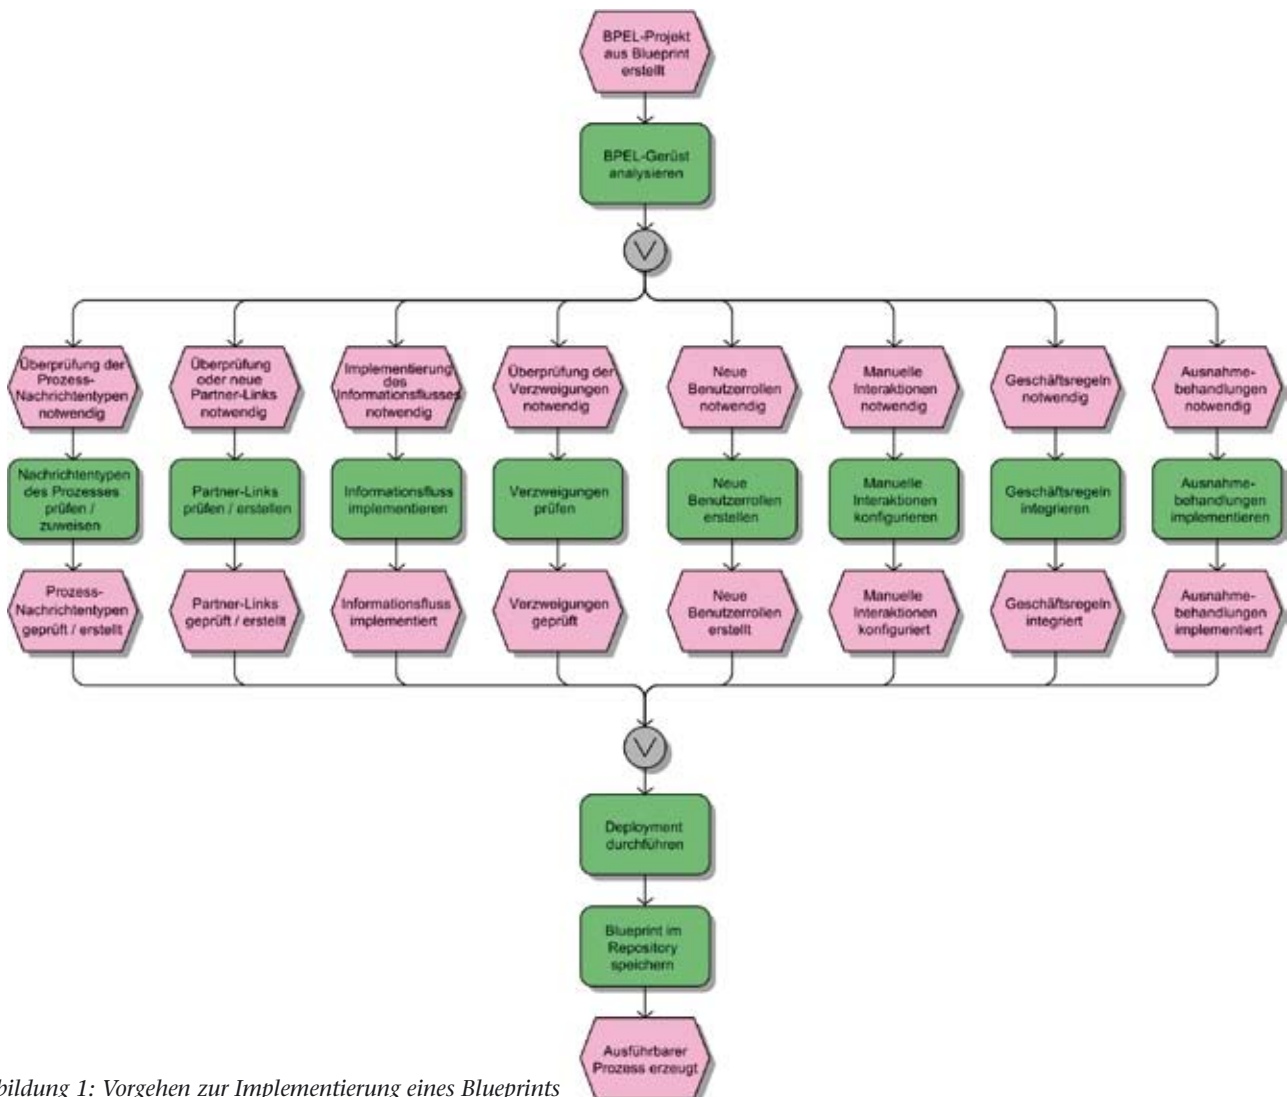 BPEL-Projekt
aus Blueprint
erstellt
BPEL-Gerüst
analysieren
V
Überprüfung der
Prozess-
Nachrichtentypen
notwendig
Überprüfung
oder neue
Partner-Links
notwendig
Implementierung
des
Informationsflusses
notwendig
Überprüfung der
Verzweigungen
notwendig
Neue
Benutzerrollen
notwendig
Manuelle
Interaktionen
notwendig
Geschäftsregeln
notwendig
Ausnahme-
behandlungen
notwendig
Nachrichtentypen
des Prozesses
prüfen /
zuweisen
Partner-Links
prüfen / erstellen
Informationsfluss
implementieren
Verzweigungen
prüfen
Neue
Benutzerrollen
erstellen
Manuelle
Interaktionen
konfigurieren
Geschäftsregeln
integrieren
Ausnahme-
behandlungen
implementieren
Prozess-
Nachrichtentypen
geprüft / erstellt
Partner-Links
geprüft / erstellt
Informationsfluss
implementiert
Verzweigungen
geprüft
Neue
Benutzerrollen
erstellt
Manuelle
Interaktionen
konfiguriert
Geschäftsregeln
integriert
Ausnahme-
behandlungen
implementiert
V
Deployment
durchführen
Blueprint im
Repository
speichern
Ausführbarer
Prozess erzeugt
bildung 1: Vorgehen zur Implementierung eines Blueprints